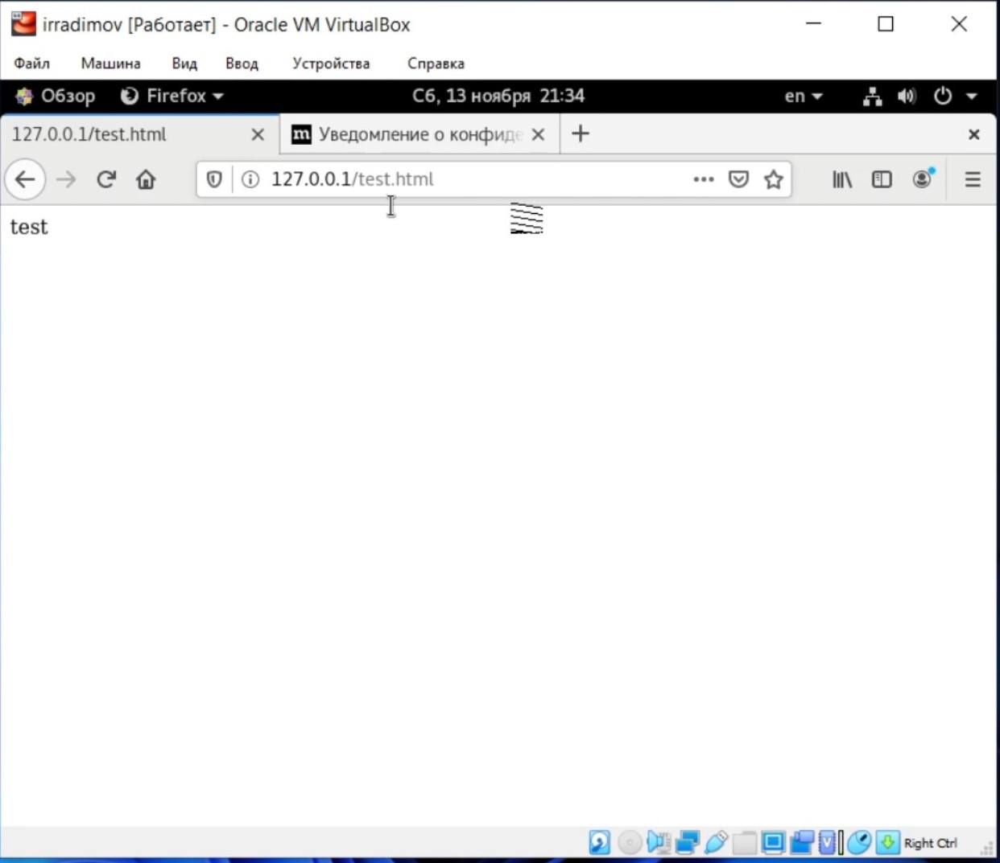 irradimov [Работает] - Oracle VM VirtualBox
Файл Машина Вид Ввод Устройства Справка
Обзор Firefox Сб, 13 ноября 21:34 en
127.0.0.1/test.html m Уведомление о конфиде
127.0.0.1/test.html
test
V Right Ctrl